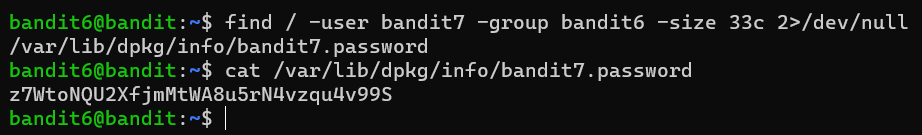 bandit6@bandit:~$ find / -user bandit7 -group bandit6 -size 33c 2>/dev/null
/var/lib/dpkg/info/bandit7.password
bandit6@bandit:~$ cat /var/lib/dpkg/info/bandit7.password
z7WtoNQU2XfjmMtWA8u5rN4vzqu4v99S
bandit6@bandit:~$